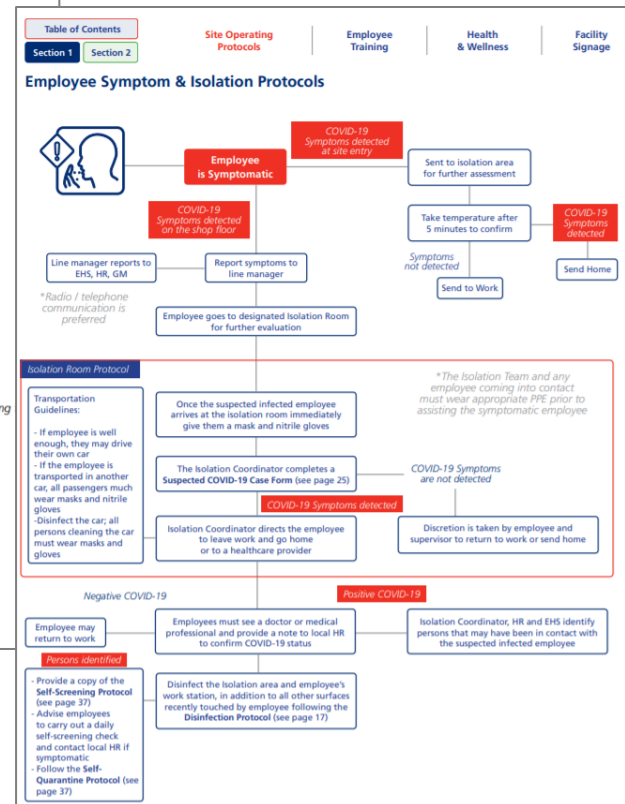 Table of Contents
Section 1
Section 2
Site Operating
Protocols
Employee
Training
Health
& Wellness
Facility
Signage
Employee Symptom & Isolation Protocols
COVID-19
Symptoms detected
at site entry
Employee
is Symptomatic
Sent to isolation area
for further assessment
COVID-19
Symptoms detected
on the shop floor
Take temperature after
5 minutes to confirm
COVID-19
Symptoms
detected
Symptoms
not detected
Line manager reports to
EHS, HR, GM
Report symptoms to
line manager
Send Home
Send to Work
*Radio / telephone
communication is
preferred
Employee goes to designated Isolation Room
for further evaluation
Isolation Room Protocol
*The Isolation Team and any
employee coming into contact
must wear appropriate PPE prior to
assisting the symptomatic employee
ng
Transportation
Guidelines:
- If employee is well
enough, they may drive
their own car
- If the employee is
transported in another
car, all passengers much
wear masks and nitrile
gloves
-Disinfect the car; all
persons cleaning the car
must wear masks and
gloves
Once the suspected infected employee
arrives at the isolation room immediately
give them a mask and nitrile gloves
The Isolation Coordinator completes a
Suspected COVID-19 Case Form (see page 25)
COVID-19 Symptoms
are not detected
COVID-19 Symptoms detected
Isolation Coordinator directs the employee
to leave work and go home
or to a healthcare provider
Discretion is taken by employee and
supervisor to return to work or send home
Negative COVID-19
Positive COVID-19
Employee may
return to work
Employees must see a doctor or medical
professional and provide a note to local HR
to confirm COVID-19 status
Isolation Coordinator, HR and EHS identify
persons that may have been in contact with
the suspected infected employee
Persons identified
- Provide a copy of the
Self-Screening Protocol
(see page 37)
- Advise employees
to carry out a daily
self-screening check
and contact local HR if
symptomatic
- Follow the Self-
Quarantine Protocol (see
page 37)
Disinfect the Isolation area and employee's
work station, in addition to all other surfaces
recently touched by employee following the
Disinfection Protocol (see page 17)